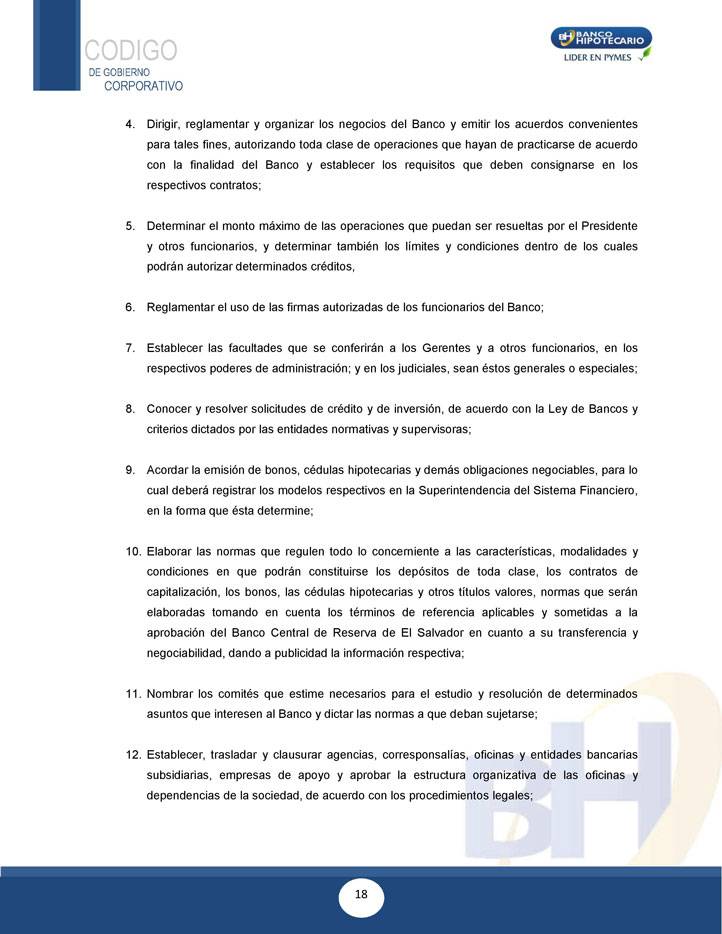 CODIGO
DE GOBIERNO
CORPORATIVO
BH BANCO
HIPOTECARIO
LIDER EN PYMES
4. Dirigir, reglamentar y organizar los negocios del Banco y emitir los acuerdos convenientes
para tales fines, autorizando toda clase de operaciones que hayan de practicarse de acuerdo
con la finalidad del Banco y establecer los requisitos que deben consignarse en los
respectivos contratos;
5. Determinar el monto máximo de las operaciones que puedan ser resueltas por el Presidente
y otros funcionarios, y determinar también los límites y condiciones dentro de los cuales
podrán autorizar determinados créditos,
6. Reglamentar el uso de las firmas autorizadas de los funcionarios del Banco;
7. Establecer las facultades que se conferirán a los Gerentes y a otros funcionarios, en los
respectivos poderes de administración; y en los judiciales, sean éstos generales o especiales;
8. Conocer y resolver solicitudes de crédito y de inversión, de acuerdo con la Ley de Bancos y
criterios dictados por las entidades normativas y supervisoras;
9. Acordar la emisión de bonos, cédulas hipotecarias y demás obligaciones negociables, para lo
cual deberá registrar los modelos respectivos en la Superintendencia del Sistema Financiero,
en la forma que ésta determine;
10. Elaborar las normas que regulen todo lo concerniente a las características, modalidades y
condiciones en que podrán constituirse los depósitos de toda clase, los contratos de
capitalización, los bonos, las cédulas hipotecarias y otros títulos valores, normas que serán
elaboradas tomando en cuenta los términos de referencia aplicables y sometidas a la
aprobación del Banco Central de Reserva de El Salvador en cuanto a su transferencia y
negociabilidad, dando a publicidad la información respectiva;
11. Nombrar los comités que estime necesarios para el estudio y resolución de determinados
asuntos que interesen al Banco y dictar las normas a que deban sujetarse;
12. Establecer, trasladar y clausurar agencias, corresponsalías, oficinas y entidades bancarias
subsidiarias, empresas de apoyo y aprobar la estructura organizativa de las oficinas y
dependencias de la sociedad, de acuerdo con los procedimientos legales;
BH
18